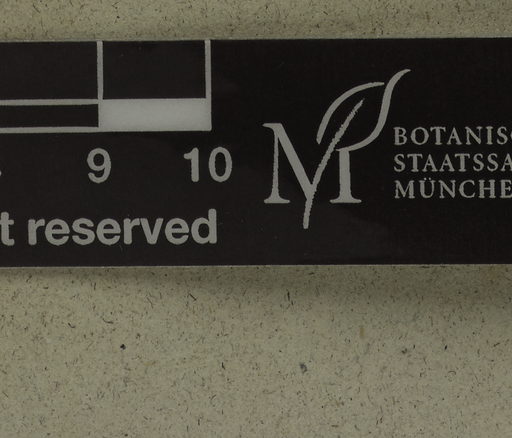 9 10
t reserved
M
BOTANIS
STAATSSA
MÜNCHE